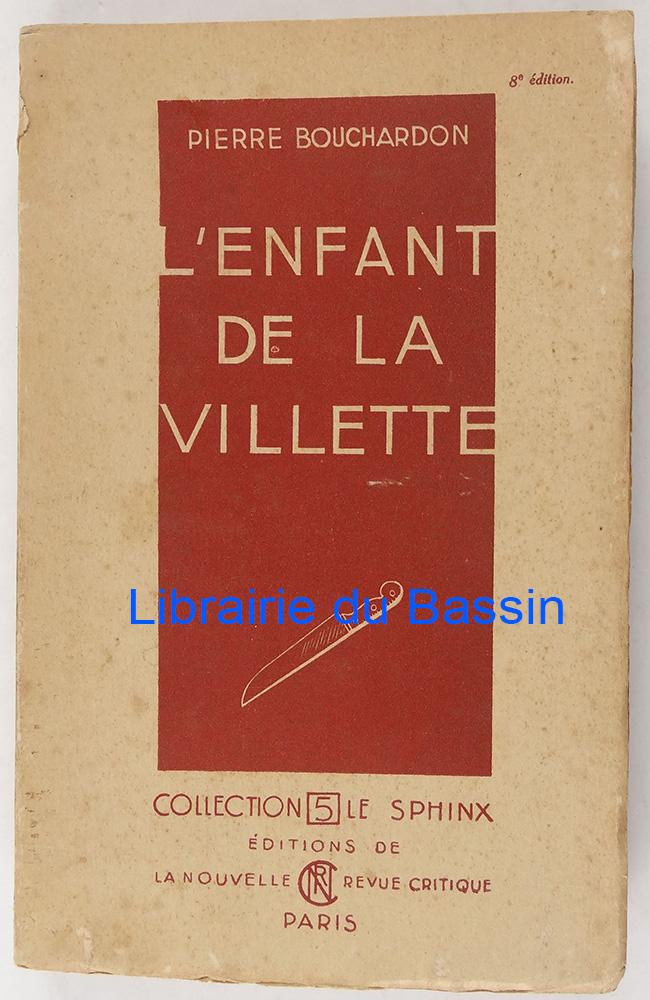 8e édition.
PIERRE BOUCHARDON
L'ENFANT
DE LA
VILLETTE
Librairie du Bassin
COLLECTION 5 LE SPHINX
ÉDITIONS DE
LA NOUVELLE NRC REVUE CRITIQUE
PARIS